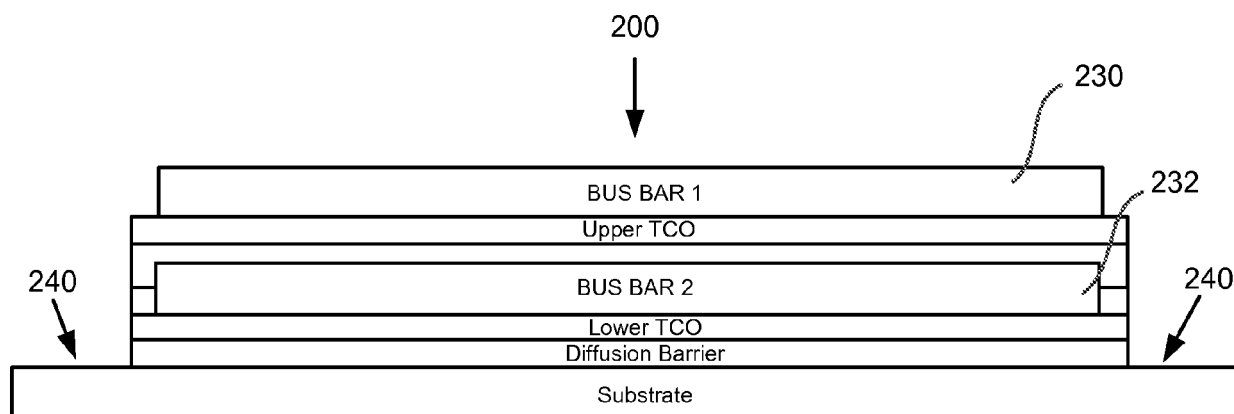 200
230
BUS BAR 1
232
Upper TCO
240
BUS BAR 2
240
Lower TCO
Diffusion Barrier
Substrate